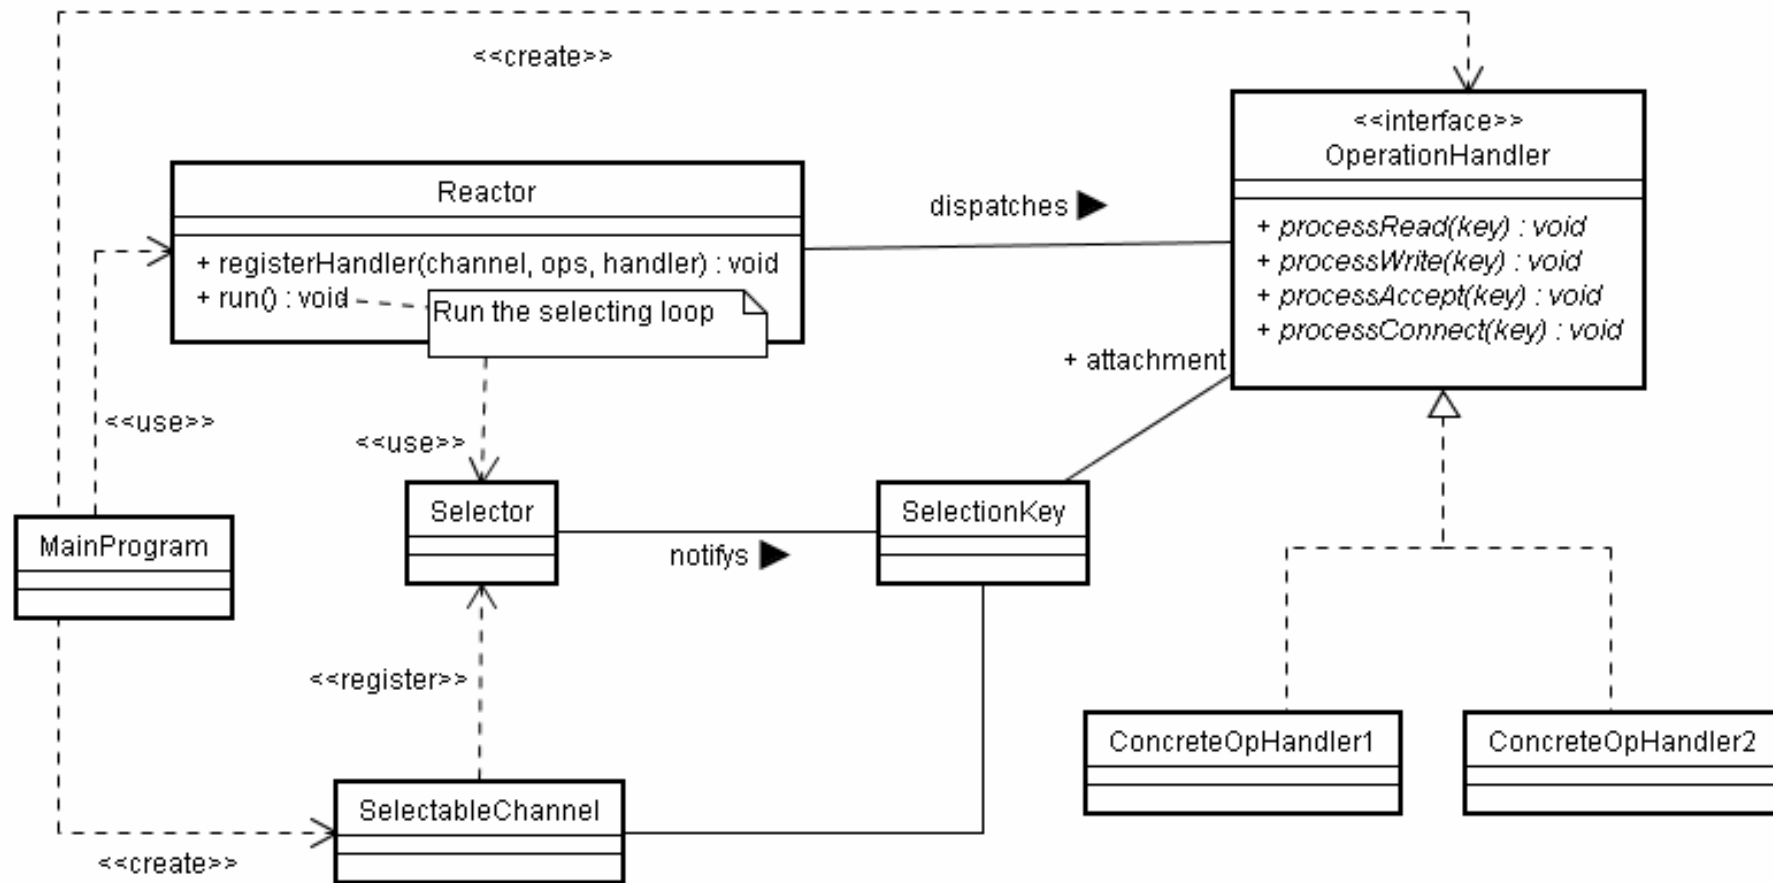 <<create>>
<<interface>>
OperationHandler
+ processRead(key) : void
+ processWrite(key) : void
+ processAccept(key) : void
+ processConnect(key) : void
Reactor
+ registerHandler(channel, ops, handler) : void
+ run() : void
Run the selecting loop
dispatches
+ attachment
<<use>>
<<use>>
MainProgram
Selector
notifys
SelectionKey
<<register>>
SelectableChannel
<<create>>
ConcreteOpHandler1
ConcreteOpHandler2